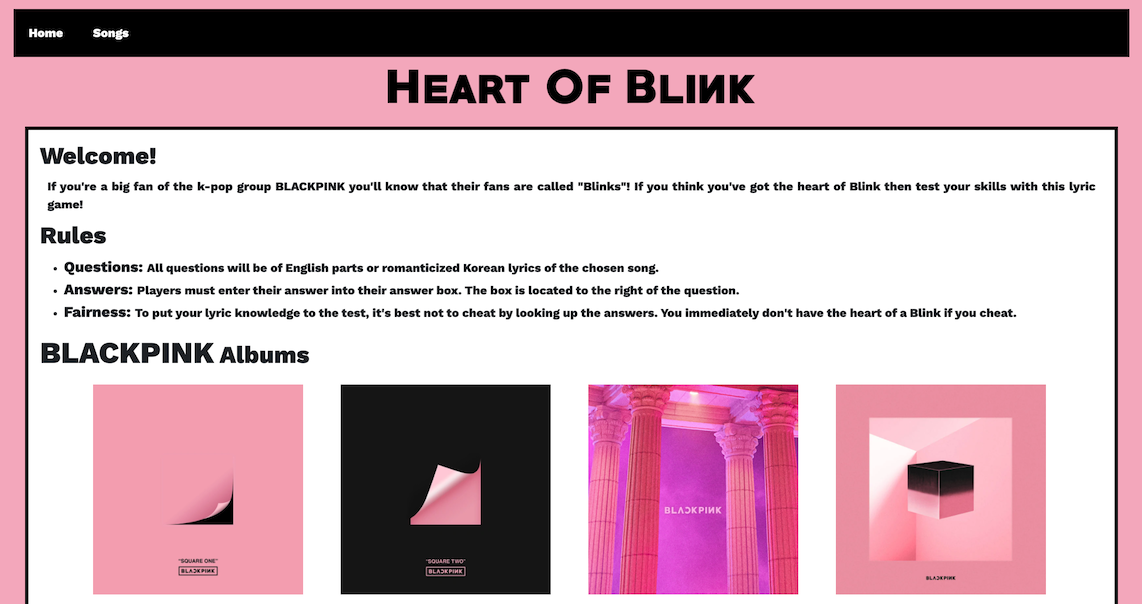 Home Songs
HEART OF BLINK
Welcome!
If you're a big fan of the k-pop group BLACKPINK you'll know that their fans are called "Blinks"! If you think you've got the heart of Blink then test your skills with this lyric
game!
Rules
• Questions: All questions will be of English parts or romanticized Korean lyrics of the chosen song.
• Answers: Players must enter their answer into their answer box. The box is located to the right of the question.
• Fairness: To put your lyric knowledge to the test, it's best not to cheat by looking up the answers. You immediately don't have the heart of a Blink if you cheat.
BLACKPINK Albums
BLACKPINK
"SQUARE ONE"
BLACKPINK
"SQUARE TWO"
BLACKPINK
BLACKPINK